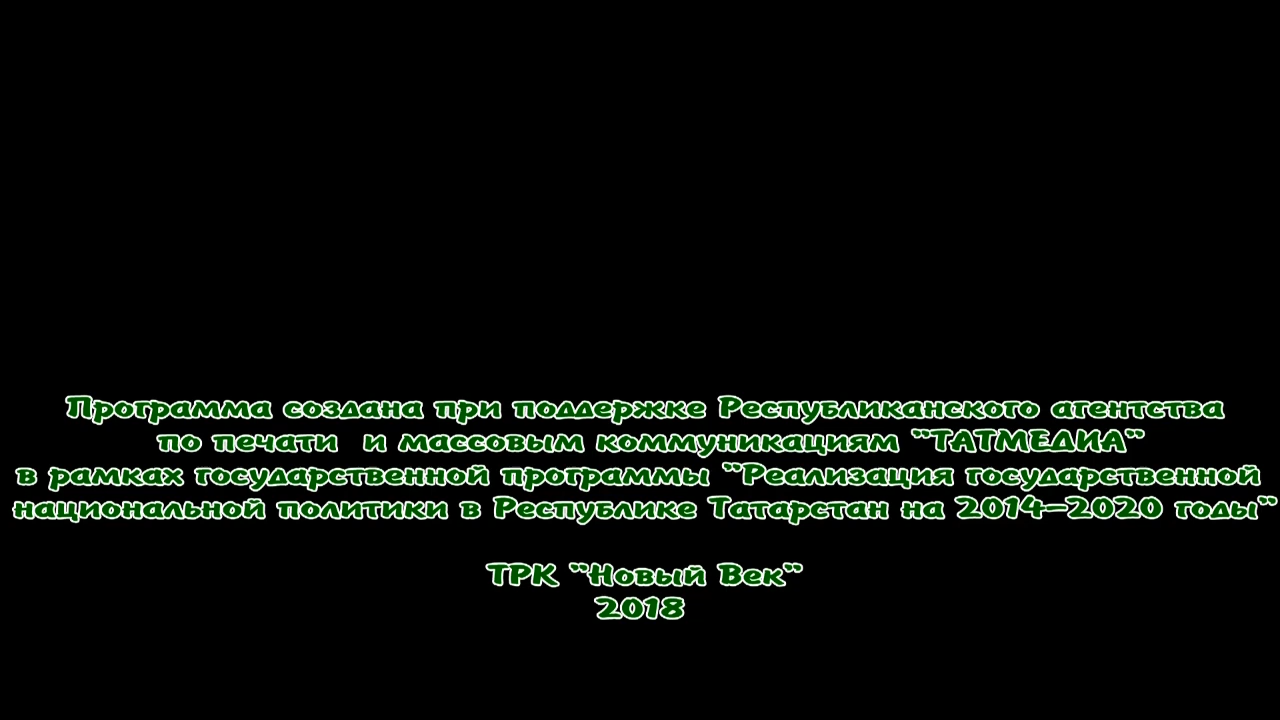 Программа создана при поддержке Республиканского агентства
по печати  и массовым коммуникациям "ТАТМЕДИА"
в рамках государственной программы "Реализация государственной
национальной политики в Республике Татарстан на 2014-2020 годы"
ТРК "Новый Век"
2018